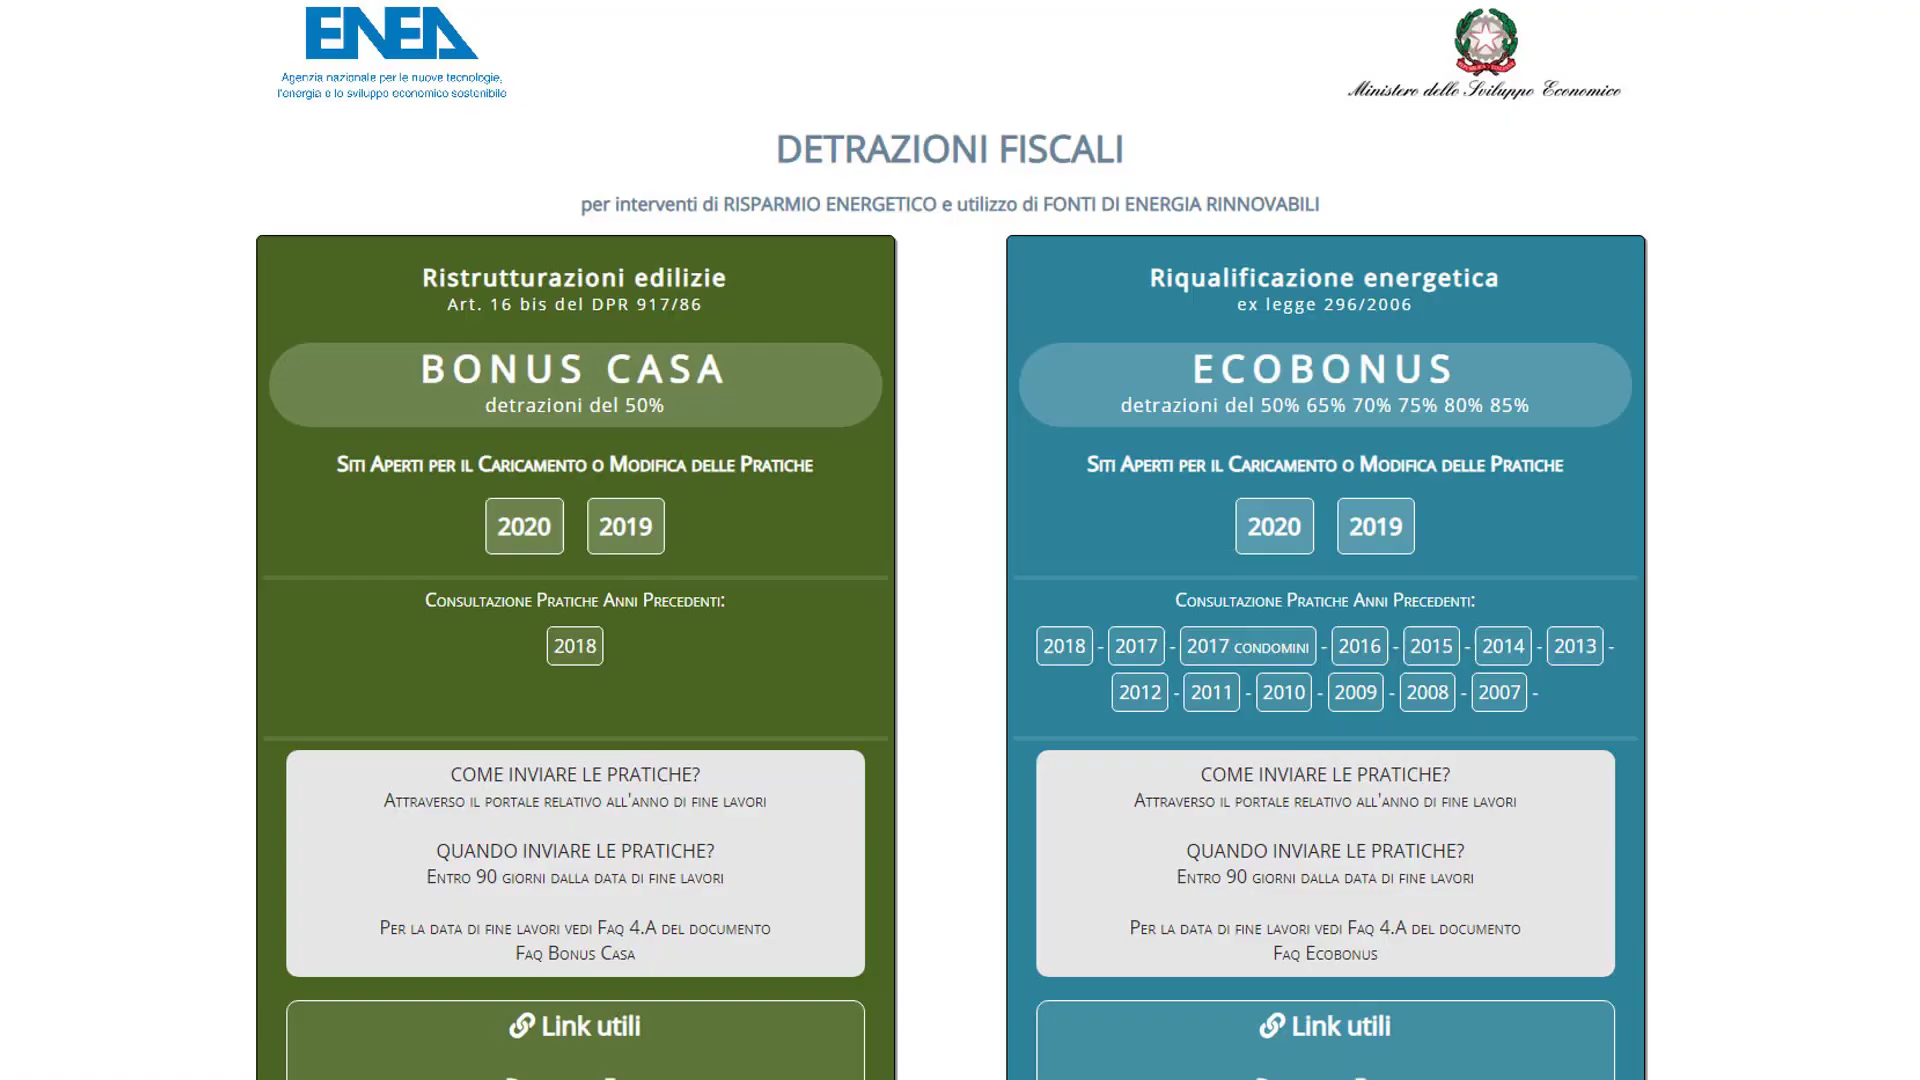 ENEA
Agenzia nazionale per le nuove tecnologie,
l'energia e lo sviluppo economico sostenibile
Ministero dello Sviluppo Economico
DETRAZIONI FISCALI
per interventi di RISPARMIO ENERGETICO e utilizzo di FONTI DI ENERGIA RINNOVABILI
Ristrutturazioni edilizie
Art. 16 bis del DPR 917/86
BONUS CASA
detrazioni del 50%
Siti Aperti per il Caricamento o Modifica delle Pratiche
2020 2019
Consultazione Pratiche Anni Precedenti:
2018
COME INVIARE LE PRATICHE?
Attraverso il portale relativo all'anno di fine lavori
QUANDO INVIARE LE PRATICHE?
Entro 90 giorni dalla data di fine lavori
Per la data di fine lavori vedi Faq 4.A del documento
Faq Bonus Casa
Link utili
Riqualificazione energetica
ex legge 296/2006
ECOBONUS
detrazioni del 50% 65% 70% 75% 80% 85%
Siti Aperti per il Caricamento o Modifica delle Pratiche
2020 2019
Consultazione Pratiche Anni Precedenti:
2018 - 2017 - 2017 condomini - 2016 - 2015 - 2014 - 2013 -
2012 - 2011 - 2010 - 2009 - 2008 - 2007 -
COME INVIARE LE PRATICHE?
Attraverso il portale relativo all'anno di fine lavori
QUANDO INVIARE LE PRATICHE?
Entro 90 giorni dalla data di fine lavori
Per la data di fine lavori vedi Faq 4.A del documento
Faq Ecobonus
Link utili